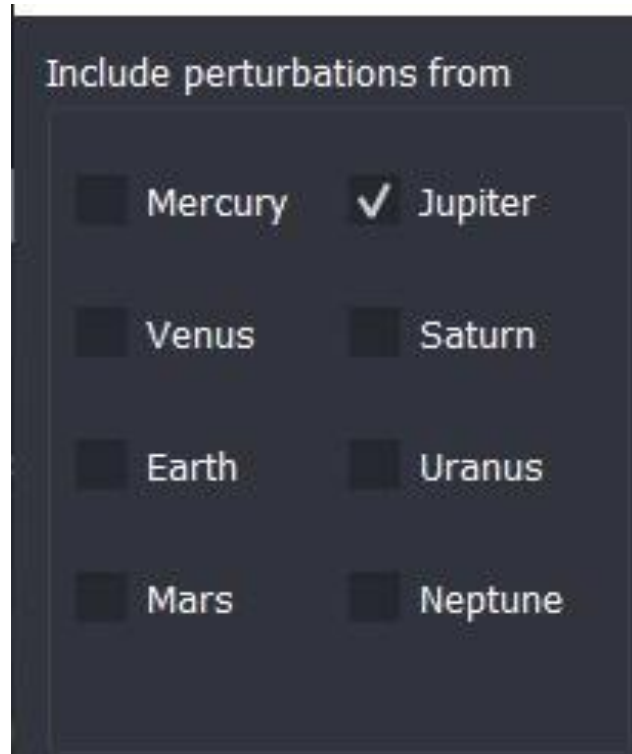 Include perturbations from
Mercury Jupiter
Venus Saturn
Earth Uranus
Mars Neptune